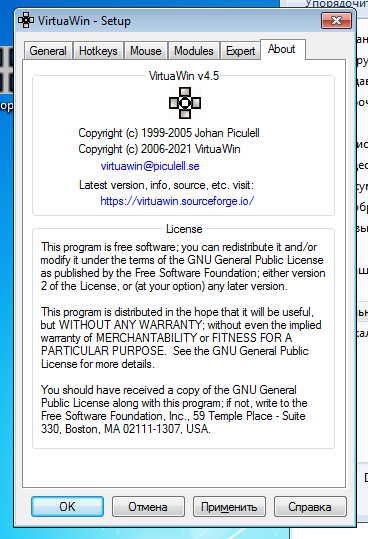 Упорядочить
VirtuaWin - Setup
General
Hotkeys
Mouse
Modules
Expert
About
VirtuaWin v4.5
Copyright (c) 1999-2005 Johan Piculell
Copyright (c) 2006-2021 VirtuaWin
virtuawin@piculell.se
Latest version, info, source, etc. visit:
https://virtuawin.sourceforge.io/
License
This program is free software; you can redistribute it and/or
modify it under the terms of the GNU General Public License
as published by the Free Software Foundation; either version
2 of the License, or (at your option) any later version.
This program is distributed in the hope that it will be useful,
but WITHOUT ANY WARRANTY; without even the implied
warranty of MERCHANTABILITY or FITNESS FOR A
PARTICULAR PURPOSE. See the GNU General Public
License for more details.
You should have received a copy of the GNU General
Public License along with this program; if not, write to the
Free Software Foundation, Inc., 59 Temple Place - Suite
330, Boston, MA 02111-1307, USA.
OK
Отмена
Применить
Справка